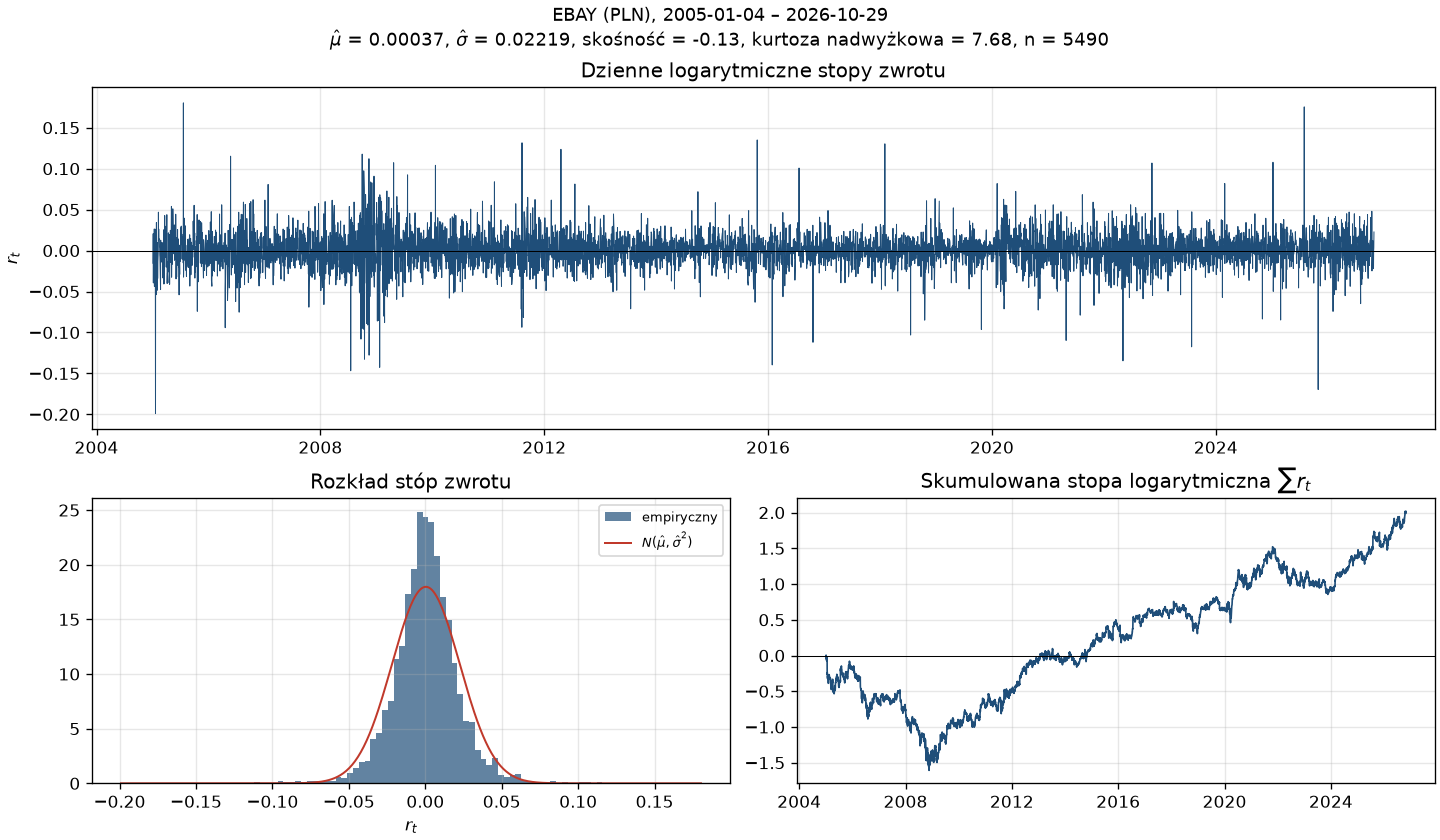 EBAY (PLN), 2005-01-04 – 2026-10-29
μ̂ = 0.00037, σ̂ = 0.02219, skośność = -0.13, kurtoza nadwyżkowa = 7.68, n = 5490
Dzienne logarytmiczne stopy zwrotu
r_t
0.15
0.10
0.05
0.00
−0.05
−0.10
−0.15
−0.20
2004 2008 2012 2016 2020 2024
Rozkład stóp zwrotu
empiryczny
N(μ̂, σ̂²)
25
20
15
10
5
0
−0.20 −0.15 −0.10 −0.05 0.00 0.05 0.10 0.15
r_t
Skumulowana stopa logarytmiczna ∑r_t
2.0
1.5
1.0
0.5
0.0
−0.5
−1.0
−1.5
2004 2008 2012 2016 2020 2024